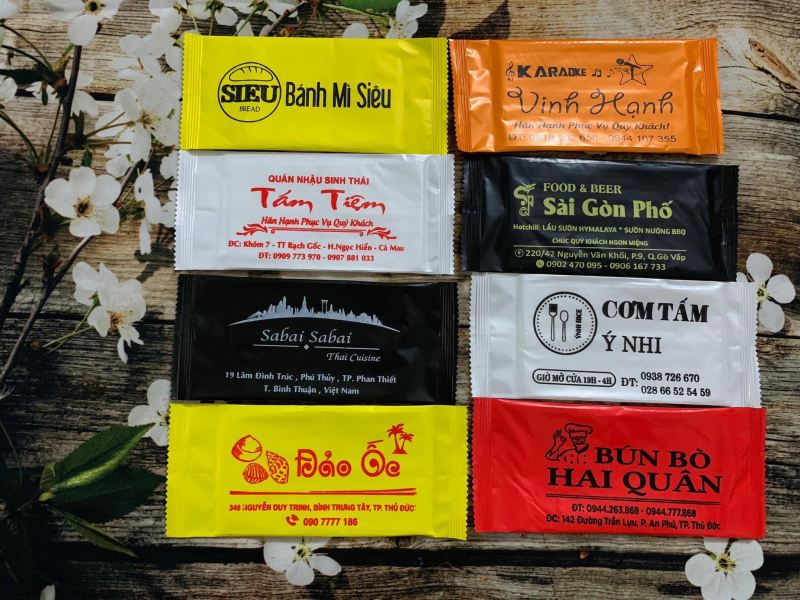 SIEU
BREAD
Bánh Mì Siêu
KARAOKE
Vinh Hạnh
Hân Hạnh Phục Vụ Quý Khách!
ĐT: 658 - 0944 167 355
QUÁN NHẬU SINH THÁI
Tấm Tiệm
Hân Hạnh Phục Vụ Quý Khách
ĐC: Khóm 7 - TT Rạch Gốc - H.Ngọc Hiển - Cà Mau
ĐT: 0909 773 970 - 0907 881 033
FOOD & BEER
Sài Gòn Phố
Hotchill: LẨU SƯỜN HYMALAYA * SƯỜN NƯỚNG BBQ
CHÚC QUÝ KHÁCH NGON MIỆNG
220/42 Nguyễn Văn Khối, P.9, Q.Gò Vấp
0902 470 095 - 0906 167 733
Sabai Sabai
Thai Cuisine
19 Lâm Đình Trúc , Phú Thủy , TP. Phan Thiết
T. Bình Thuận , Việt Nam
YNHI RICE
CƠM TẤM
Ý NHI
GIỜ MỞ CỬA 19H - 4H
ĐT: 0938 726 670
028 66 52 54 59
Đảo Ốc
348 NGUYỄN DUY TRINH, BÌNH TRƯNG TÂY, TP. THỦ ĐỨC
090 7777 186
BÚN BÒ
HAI QUÂN
ĐT: 0944.263.868 - 0944.777.868
ĐC: 142 Đường Trần Lựu, P. An Phú, TP. Thủ Đức